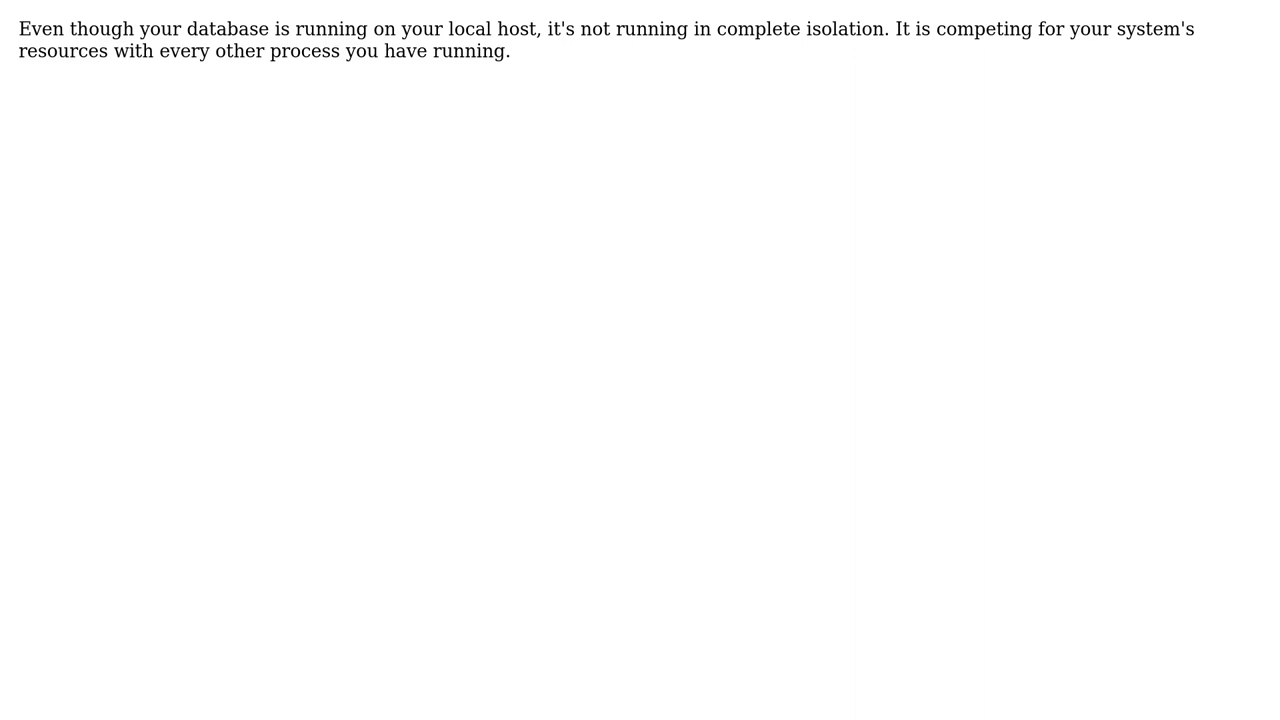 Even though your database is running on your local host, it's not running in complete isolation. It is competing for your system's
resources with every other process you have running.